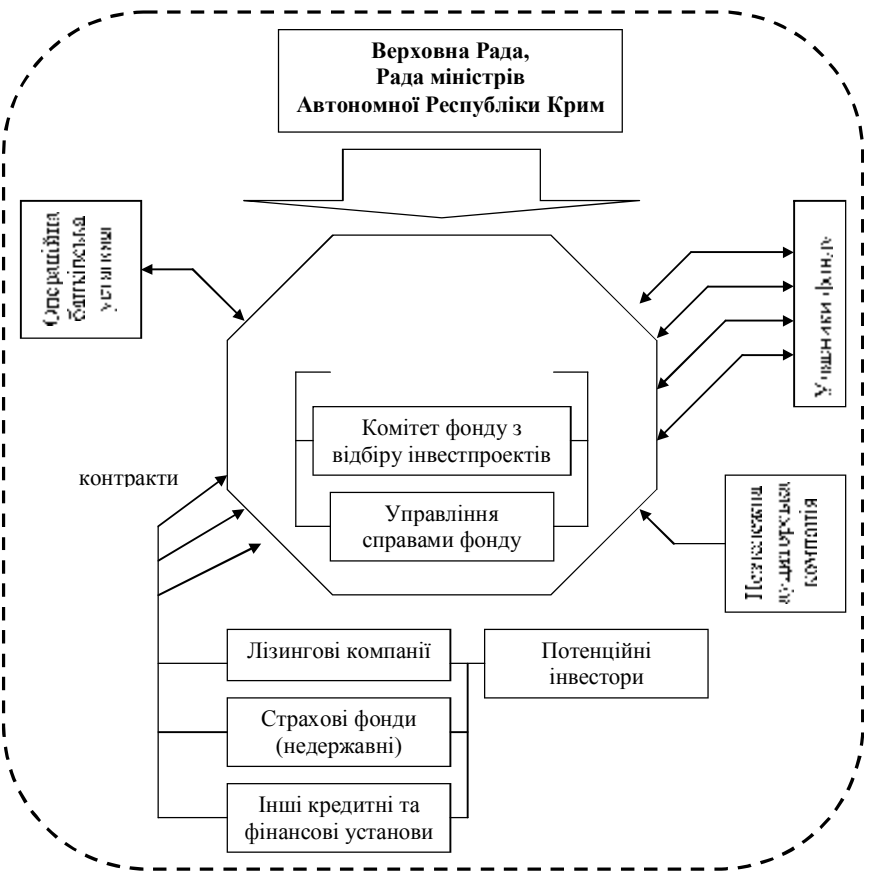 Верховна Рада,
Рада міністрів
Автономної Республіки Крим
Операційна
банківська
установа
Учасники фонду
Комітет фонду з
відбіру інвестпроектів
контракти
Управління
справами фонду
Незалежна
аудиторська
компанія
Лізингові компанії
Потенційні
інвестори
Страхові фонди
(недержавні)
Інші кредитні та
фінансові установи